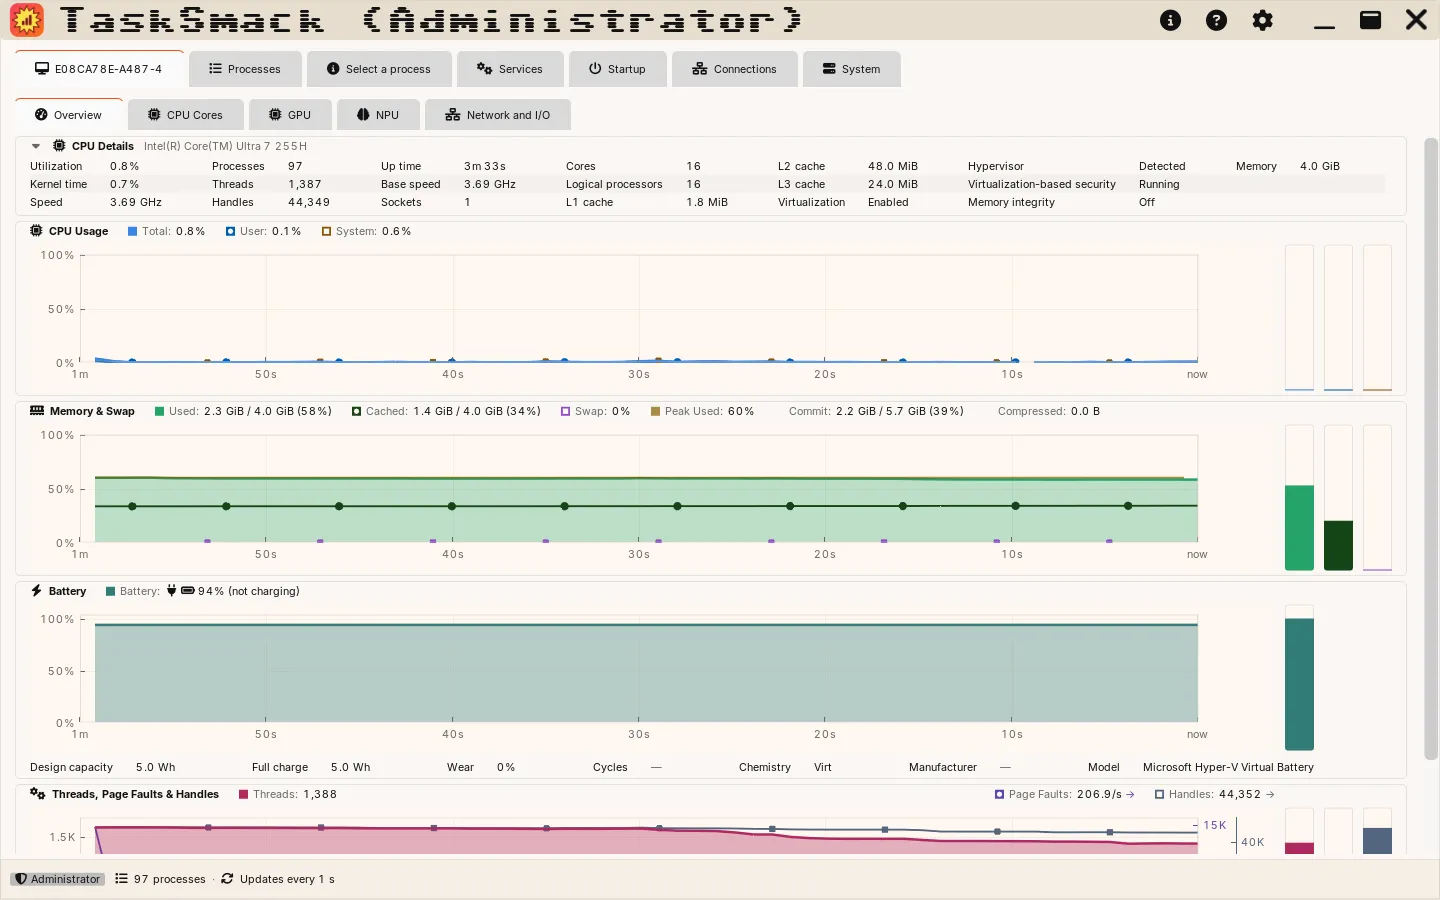 TaskSmack (Administrator)
E08CA78E-A487-4 Processes Select a process Services Startup Connections System
Overview CPU Cores GPU NPU Network and I/O
CPU Details Intel(R) Core(TM) Ultra 7 255H
Utilization 0.8% Processes 97 Up time 3m 33s Cores 16 L2 cache 48.0 MiB Hypervisor Detected Memory 4.0 GiB
Kernel time 0.7% Threads 1,387 Base speed 3.69 GHz Logical processors 16 L3 cache 24.0 MiB Virtualization-based security Running
Speed 3.69 GHz Handles 44,349 Sockets 1 L1 cache 1.8 MiB Virtualization Enabled Memory integrity Off
CPU Usage Total: 0.8% User: 0.1% System: 0.6%
100%
50%
0%
1m 50s 40s 30s 20s 10s now
Memory & Swap Used: 2.3 GiB / 4.0 GiB (58%) Cached: 1.4 GiB / 4.0 GiB (34%) Swap: 0% Peak Used: 60% Commit: 2.2 GiB / 5.7 GiB (39%) Compressed: 0.0 B
100%
50%
0%
1m 50s 40s 30s 20s 10s now
Battery Battery: 94% (not charging)
100%
50%
0%
1m 50s 40s 30s 20s 10s now
Design capacity 5.0 Wh Full charge 5.0 Wh Wear 0% Cycles — Chemistry Virt Manufacturer — Model Microsoft Hyper-V Virtual Battery
Threads, Page Faults & Handles Threads: 1,388 Page Faults: 206.9/s → Handles: 44,352 →
1.5K 15K 40K
Administrator 97 processes · Updates every 1 s